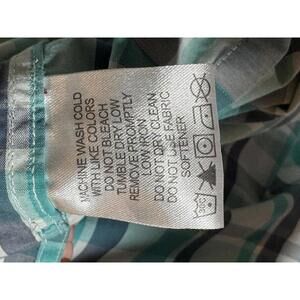 MACHINE WASH COLD
WITH LIKE COLORS
DO NOT BLEACH
TUMBLE DRY LOW
REMOVE PROMPTLY
LOW IRON
DO NOT DRY CLEAN
DO NOT USE FABRIC
SOFTENER
30C